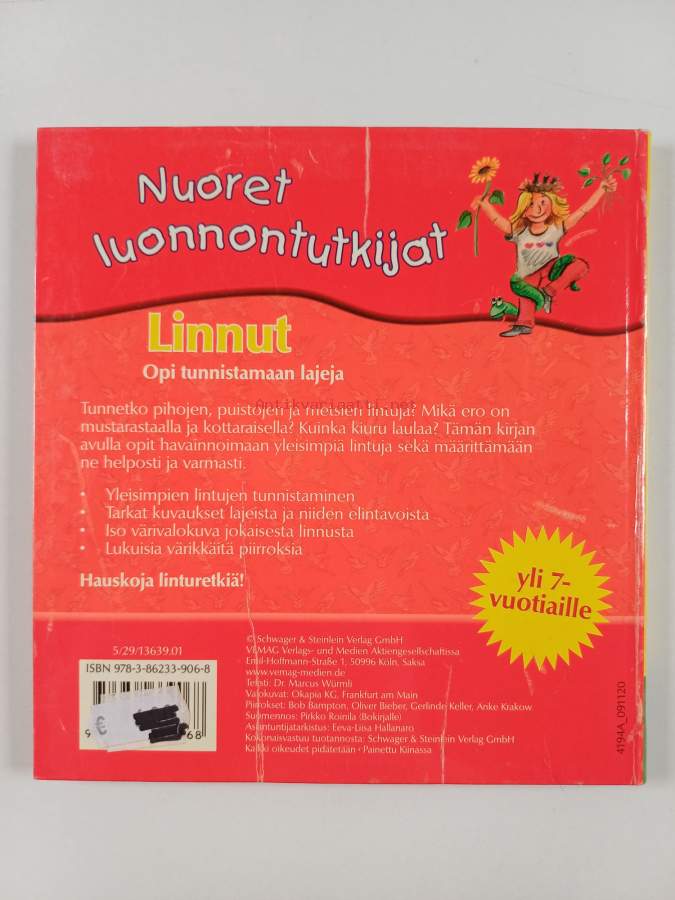 Nuoret
luonnontutkijat
Linnut
Opi tunnistamaan lajeja
Antikvariaatti.net
Tunnetko pihojen, puistojen ja metsien lintuja? Mikä ero on
mustarastaalla ja kottaraisella? Kuinka kiuru laulaa? Tämän kirjan
avulla opit havainnoimaan yleisimpiä lintuja sekä määrittämään
ne helposti ja varmasti.
• Yleisimpien lintujen tunnistaminen
• Tarkat kuvaukset lajeista ja niiden elintavoista
• Iso värivalokuva jokaisesta linnusta
• Lukuisia värikkäitä piirroksia
Hauskoja linturetkiä!
yli 7-
vuotiaille
5/29/13639.01
ISBN 978-3-86233-906-8
9
68
€
© Schwager & Steinlein Verlag GmbH
VEMAG Verlags- und Medien Aktiengesellschaftissa
Emil-Hoffmann-Straße 1, 50996 Köln, Saksa
www.vemag-medien.de
Teksti: Dr. Marcus Würmli
Valokuvat: Okapia KG, Frankfurt am Main
Piirrokset: Bob Bampton, Oliver Bieber, Gerlinde Keller, Anke Krakow
Suomennos: Pirkko Roinila (Bokirjalle)
Asiantuntijatarkistus: Eeva-Liisa Hallanaro
Kokonaisvastuu tuotannosta: Schwager & Steinlein Verlag GmbH
Kaikki oikeudet pidätetään • Painettu Kiinassa
4194A_091120